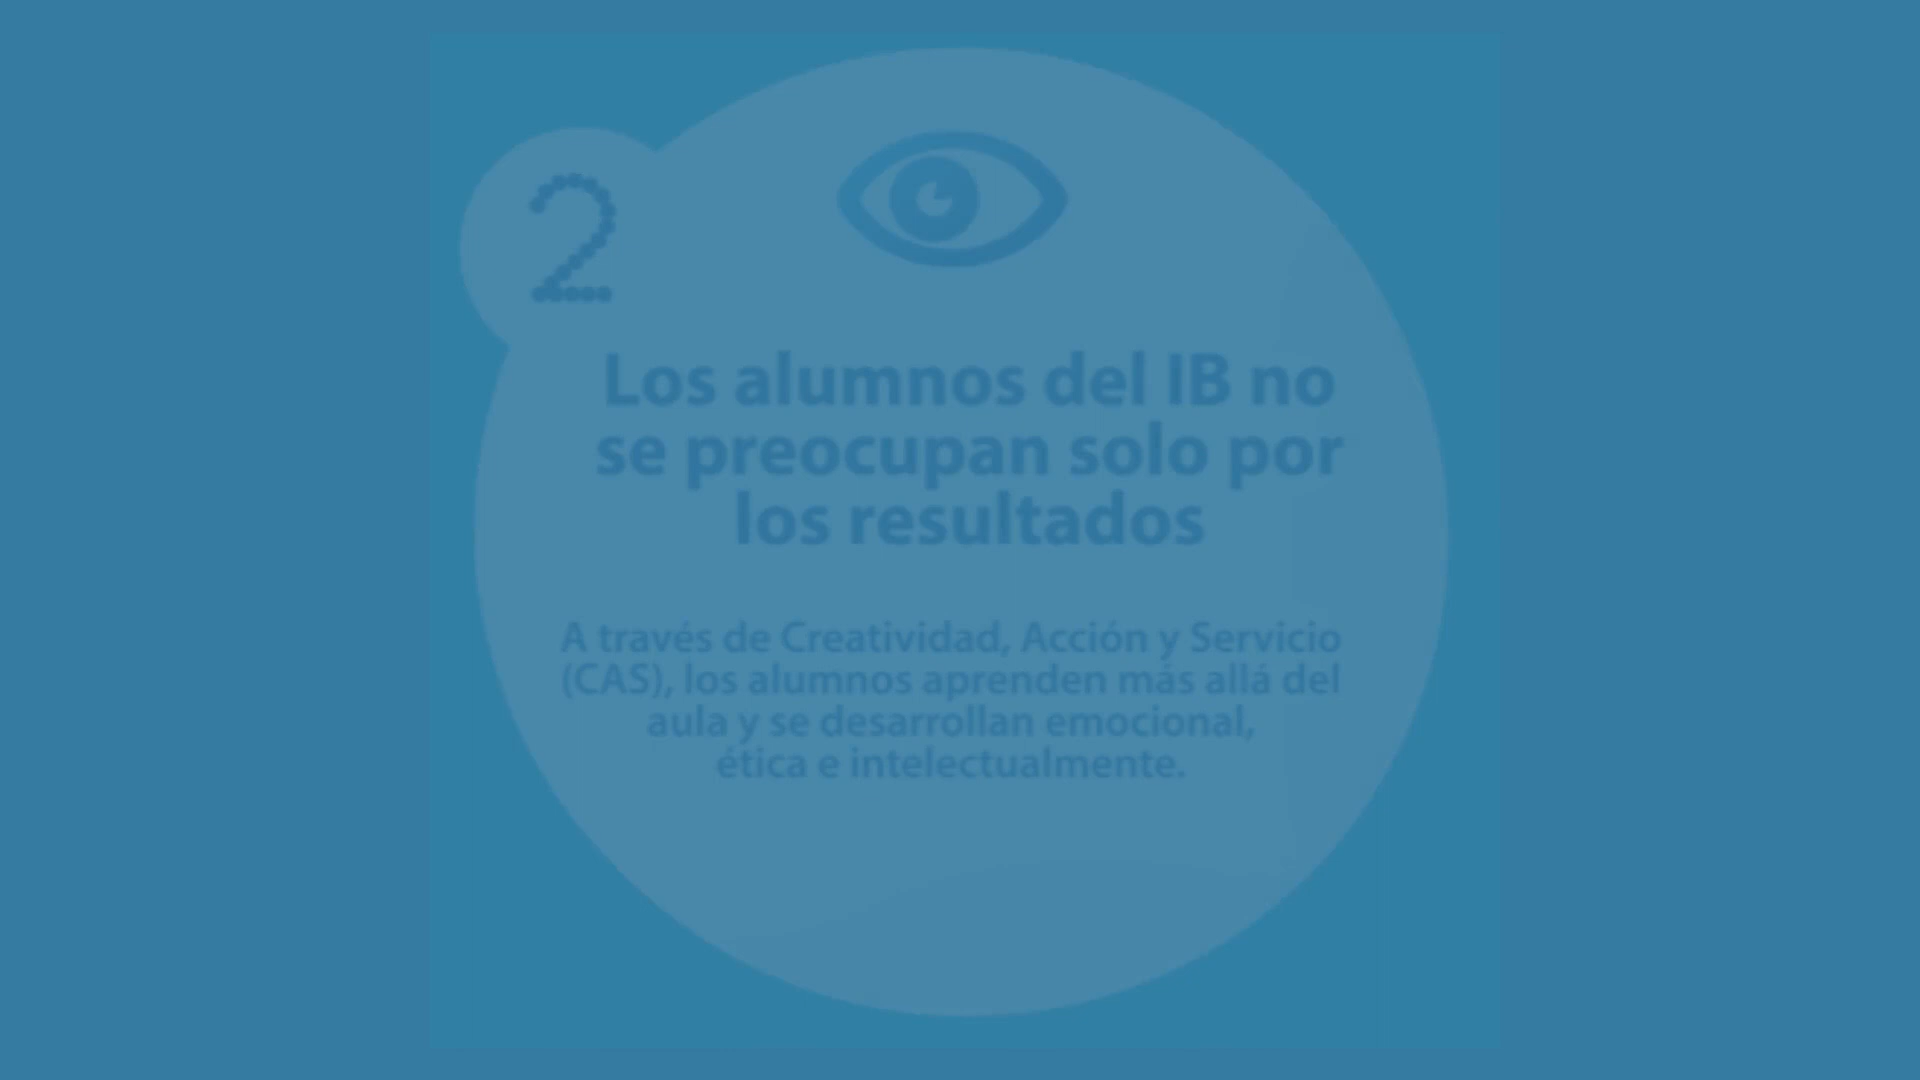 2
Los alumnos del IB no
se preocupan solo por
los resultados
A través de Creatividad, Acción y Servicio
(CAS), los alumnos aprenden más allá del
aula y se desarrollan emocional,
ética e intelectualmente.